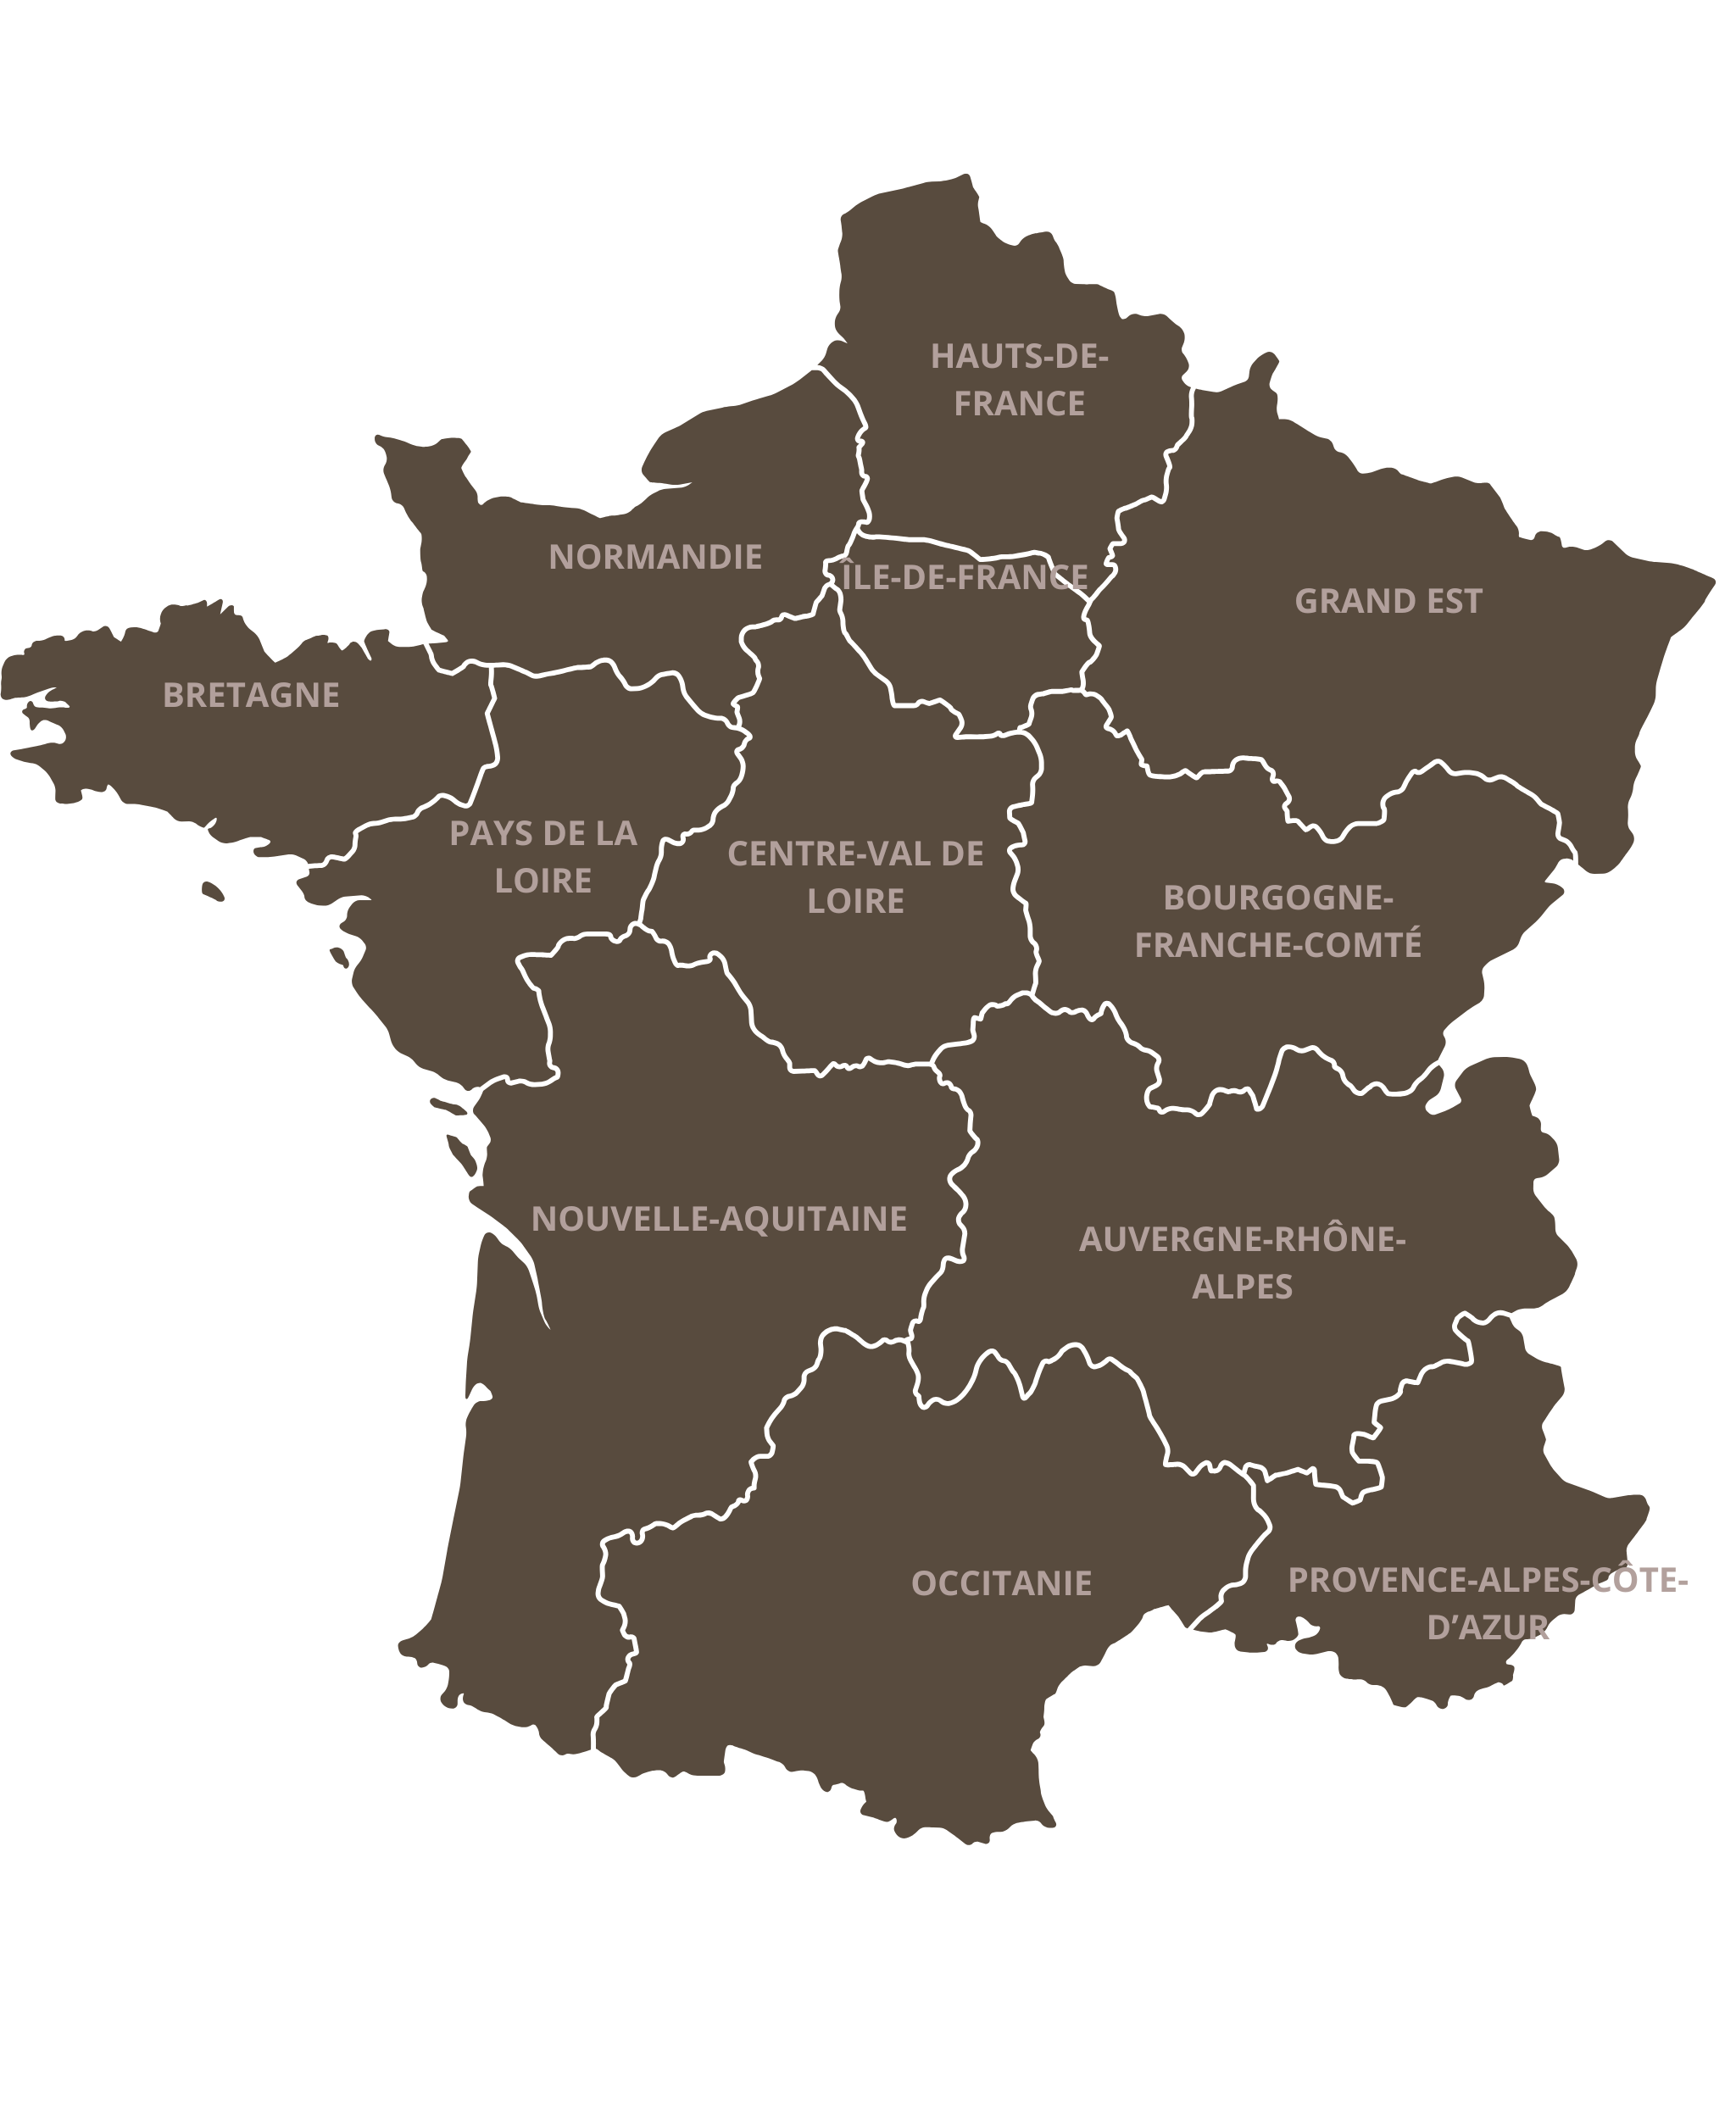 HAUTS-DE-
FRANCE
NORMANDIE
ÎLE-DE-FRANCE
GRAND EST
BRETAGNE
PAYS DE LA
LOIRE
CENTRE-VAL DE
LOIRE
BOURGOGNE-
FRANCHE-COMTÉ
NOUVELLE-AQUITAINE
AUVERGNE-RHÔNE-
ALPES
OCCITANIE
PROVENCE-ALPES-CÔTE-
D’AZUR